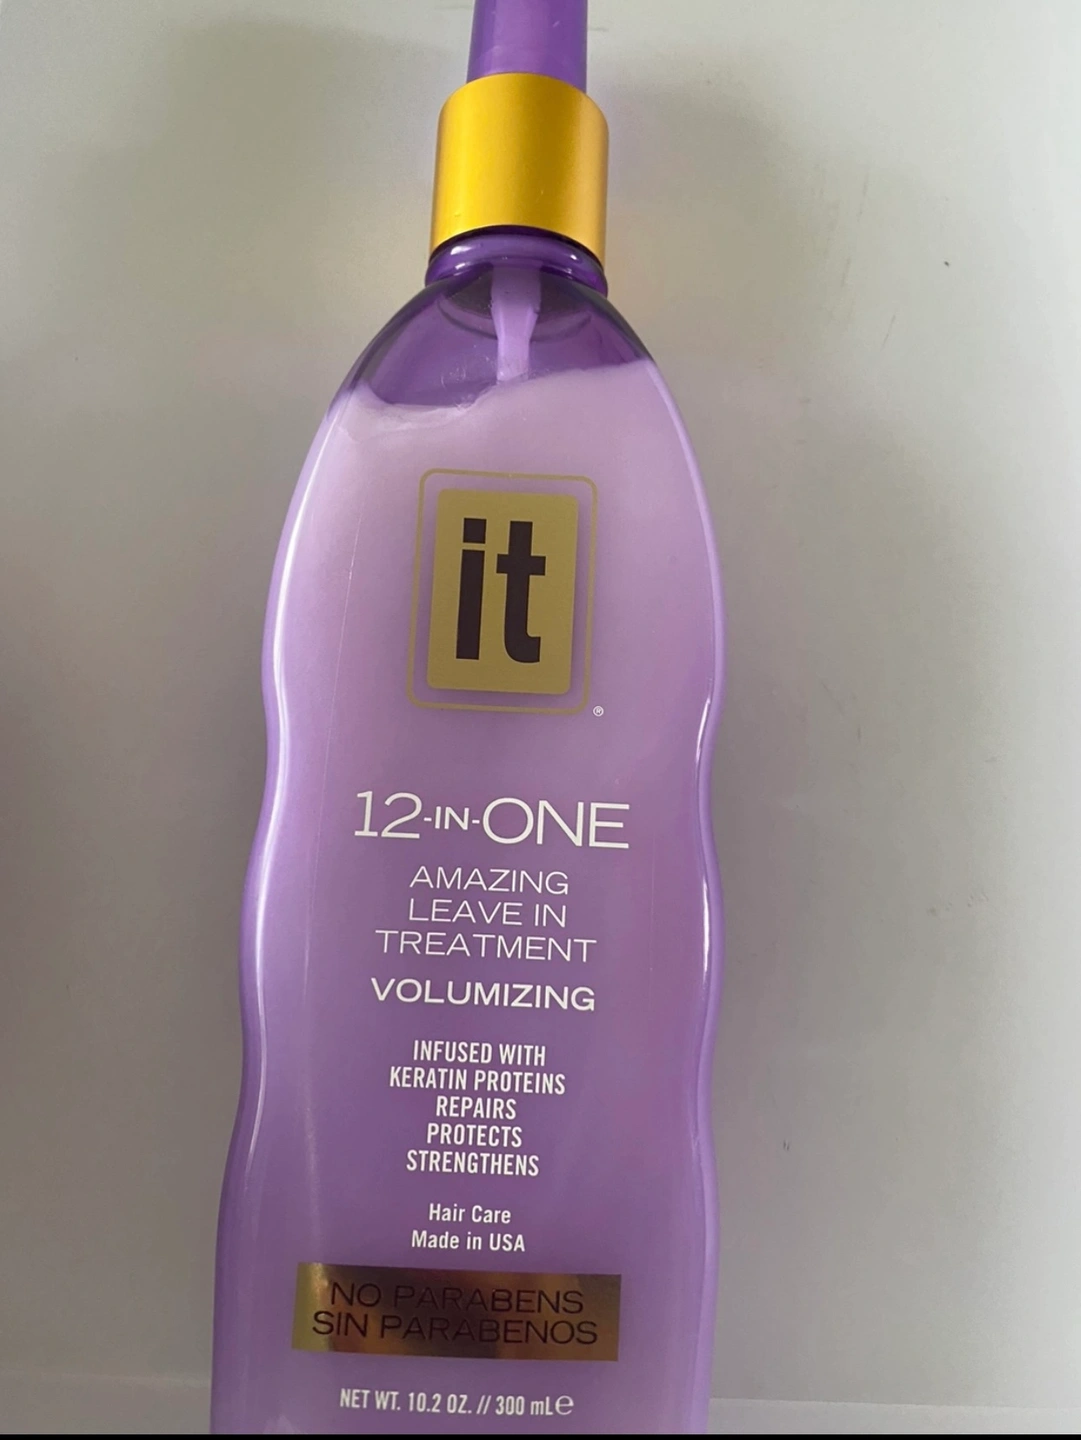 it
®
12-IN-ONE
AMAZING
LEAVE IN
TREATMENT
VOLUMIZING
INFUSED WITH
KERATIN PROTEINS
REPAIRS
PROTECTS
STRENGTHENS
Hair Care
Made in USA
NO PARABENS
SIN PARABENOS
NET WT. 10.2 OZ. // 300 mL℮